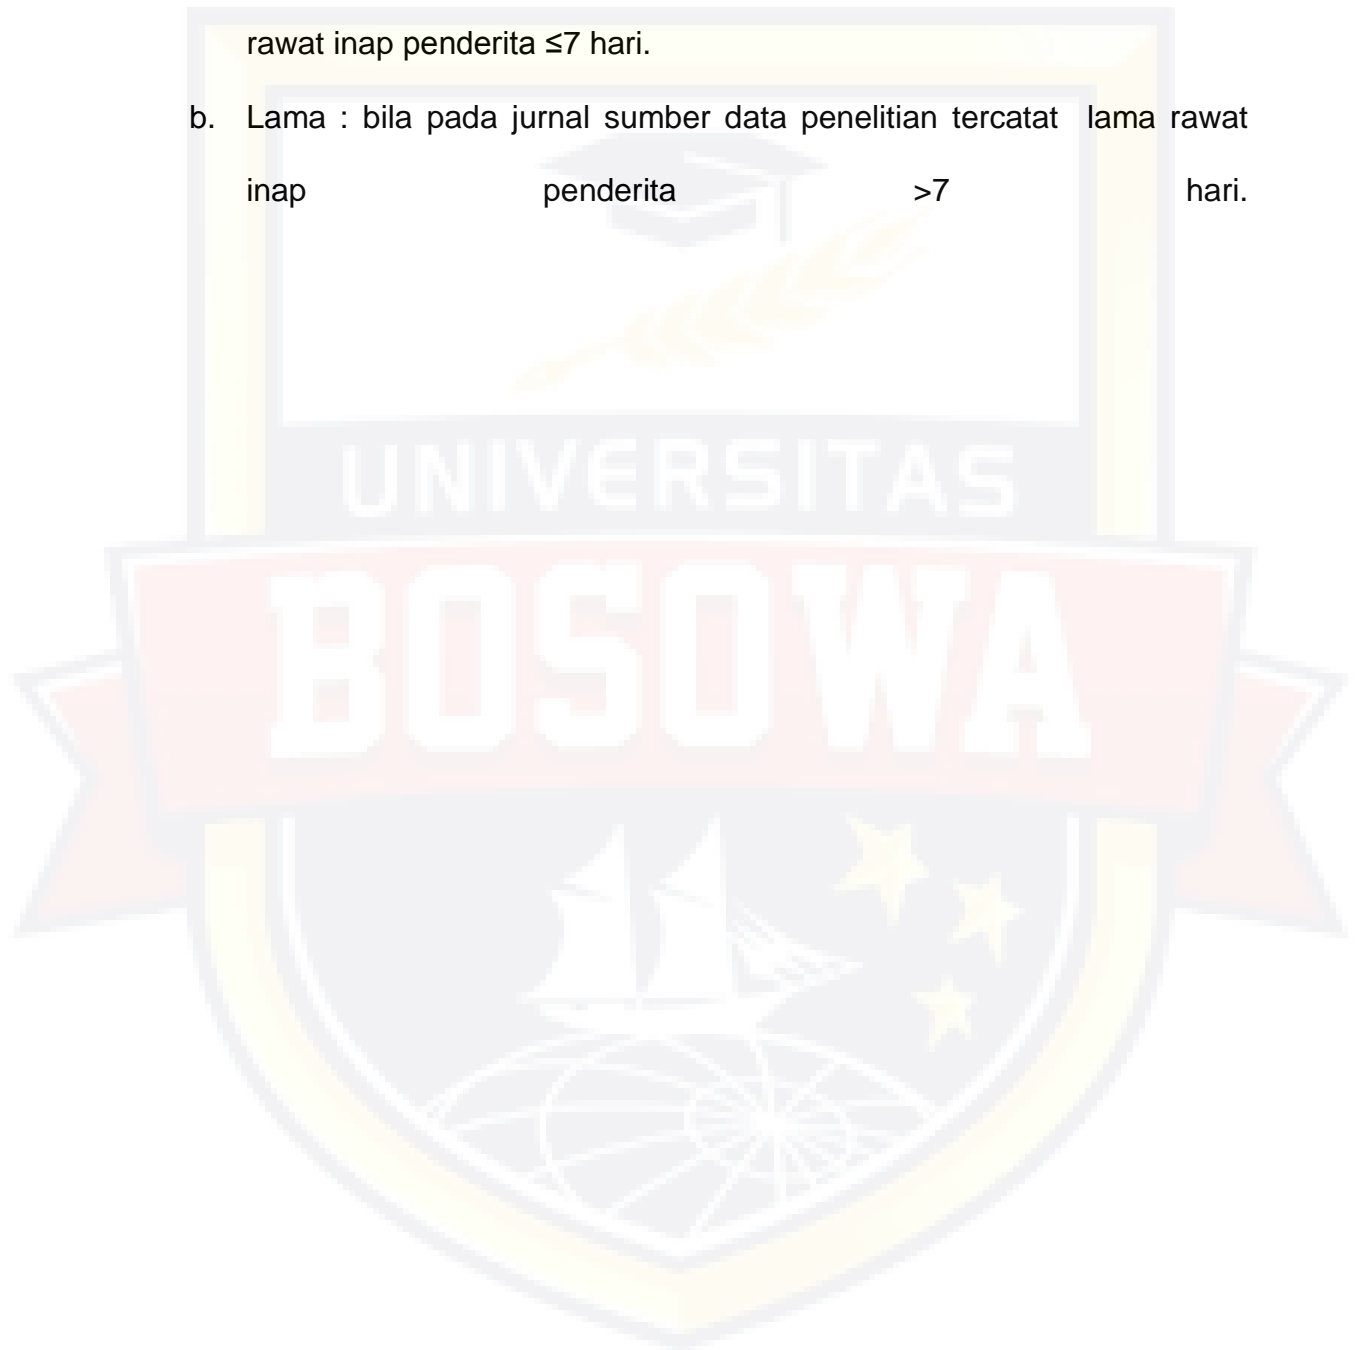 rawat inap penderita ≤7 hari.
b. Lama : bila pada jurnal sumber data penelitian tercatat lama rawat
inap penderita >7 hari.
UNIVERSITAS
BOSOWA